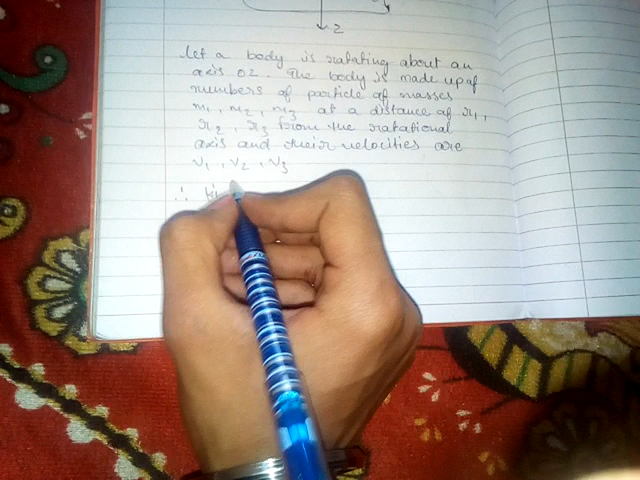 z
Let a body is rotating about an
axis OZ. The body is made up of
numbers of particle of masses
m1, m2, m3 at a distance of r1,
r2, r3 from the rotational
axis and their velocities are
v1, v2, v3
∴ Ki